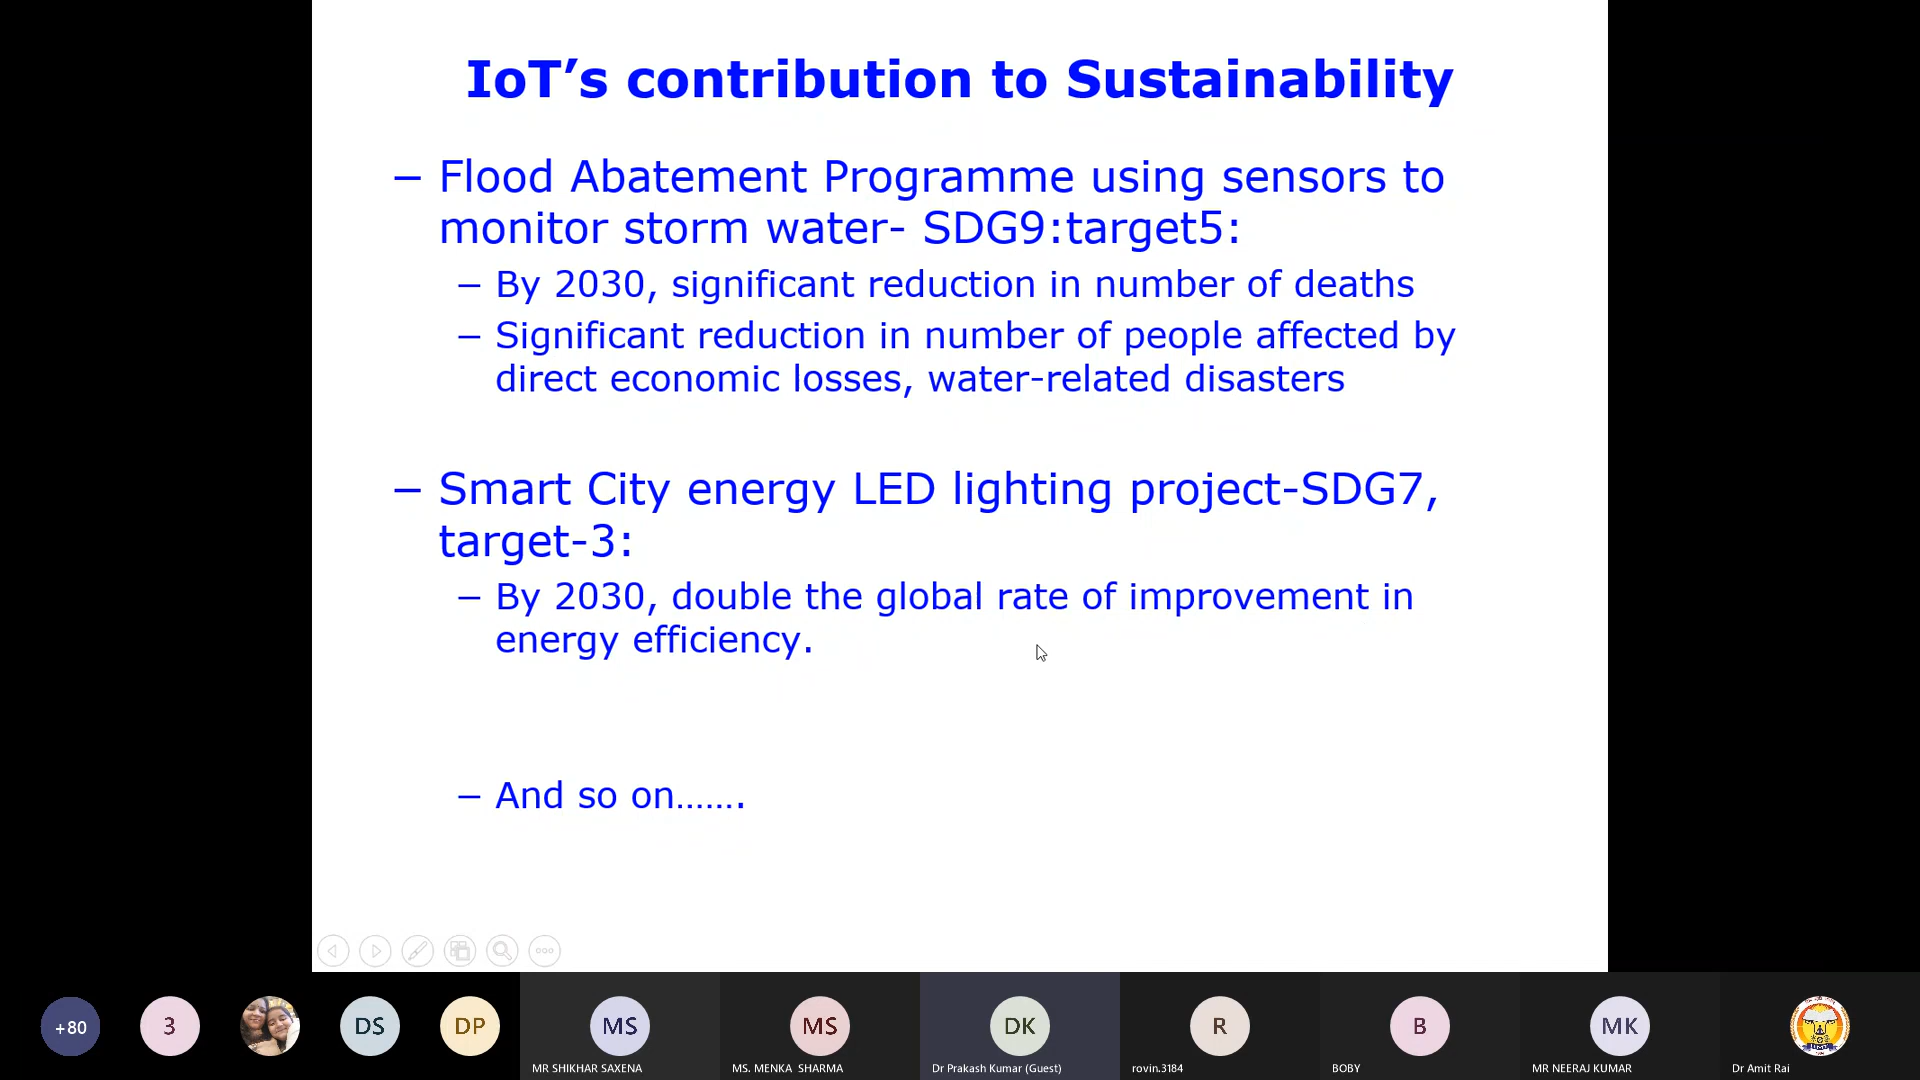 IoT’s contribution to Sustainability
– Flood Abatement Programme using sensors to
monitor storm water- SDG9:target5:
– By 2030, significant reduction in number of deaths
– Significant reduction in number of people affected by
direct economic losses, water-related disasters
– Smart City energy LED lighting project-SDG7,
target-3:
– By 2030, double the global rate of improvement in
energy efficiency.
– And so on…….
+80
3
DS
DP
MS
MR SHIKHAR SAXENA
MS
MS. MENKA SHARMA
DK
Dr Prakash Kumar (Guest)
R
rovin.3184
B
BOBY
MK
MR NEERAJ KUMAR
Dr Amit Rai